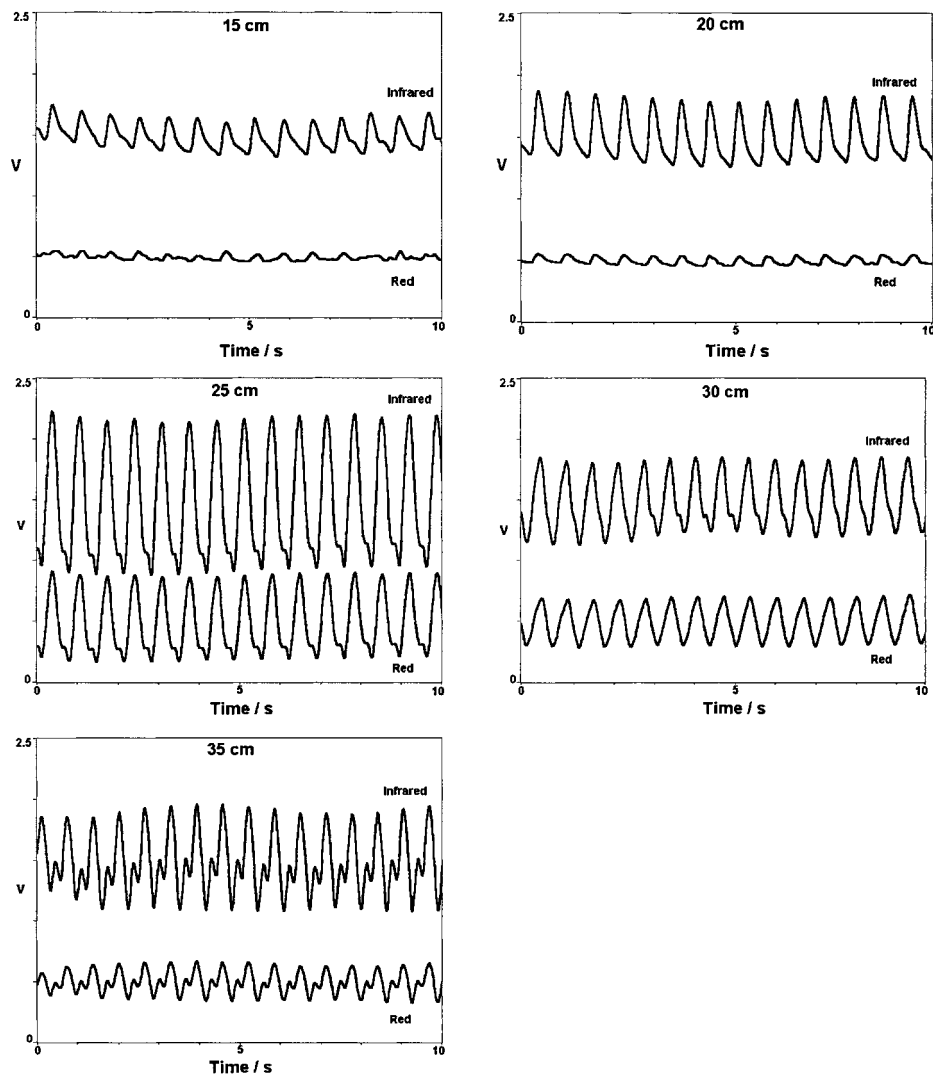 15 cm
2.5
Infrared
V
Red
0
0 5 10
Time / s
20 cm
2.5
Infrared
V
Red
0
0 5 10
Time / s
25 cm
2.5
Infrared
V
Red
0
0 5 10
Time / s
30 cm
2.5
Infrared
V
Red
0
0 5 10
Time / s
35 cm
2.5
Infrared
V
Red
0
0 5 10
Time / s